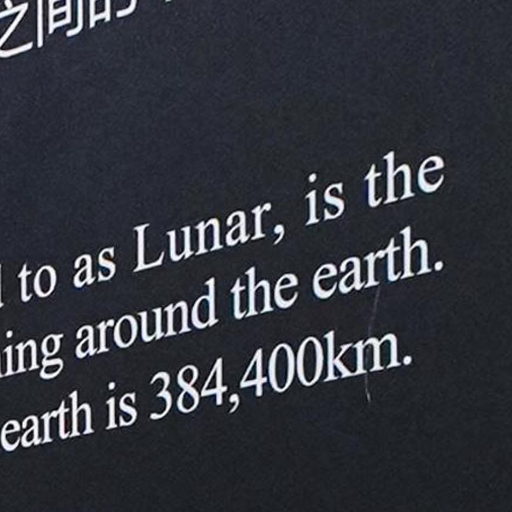 之间的
to as Lunar, is the
ing around the earth.
earth is 384,400km.